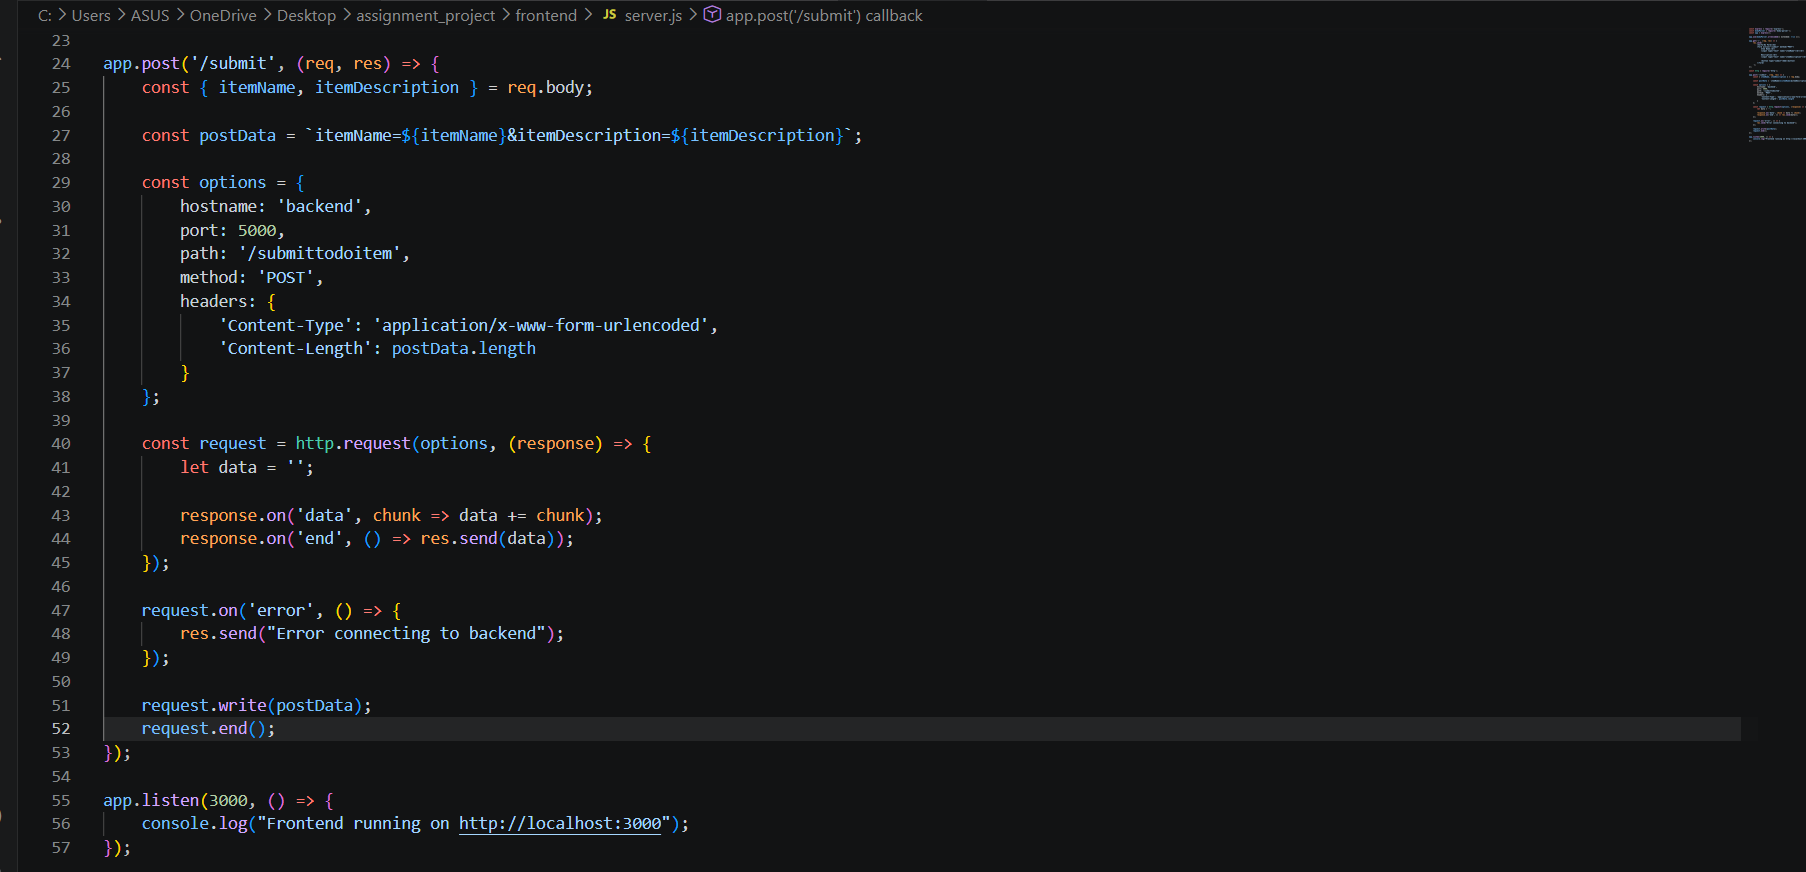 C: > Users > ASUS > OneDrive > Desktop > assignment_project > frontend > JS server.js > app.post('/submit') callback
23
24 app.post('/submit', (req, res) => {
25     const { itemName, itemDescription } = req.body;
26
27     const postData = `itemName=${itemName}&itemDescription=${itemDescription}`;
28
29     const options = {
30         hostname: 'backend',
31         port: 5000,
32         path: '/submittodoitem',
33         method: 'POST',
34         headers: {
35             'Content-Type': 'application/x-www-form-urlencoded',
36             'Content-Length': postData.length
37         }
38     };
39
40     const request = http.request(options, (response) => {
41         let data = '';
42
43         response.on('data', chunk => data += chunk);
44         response.on('end', () => res.send(data));
45     });
46
47     request.on('error', () => {
48         res.send("Error connecting to backend");
49     });
50
51     request.write(postData);
52     request.end();
53 });
54
55 app.listen(3000, () => {
56     console.log("Frontend running on http://localhost:3000");
57 });